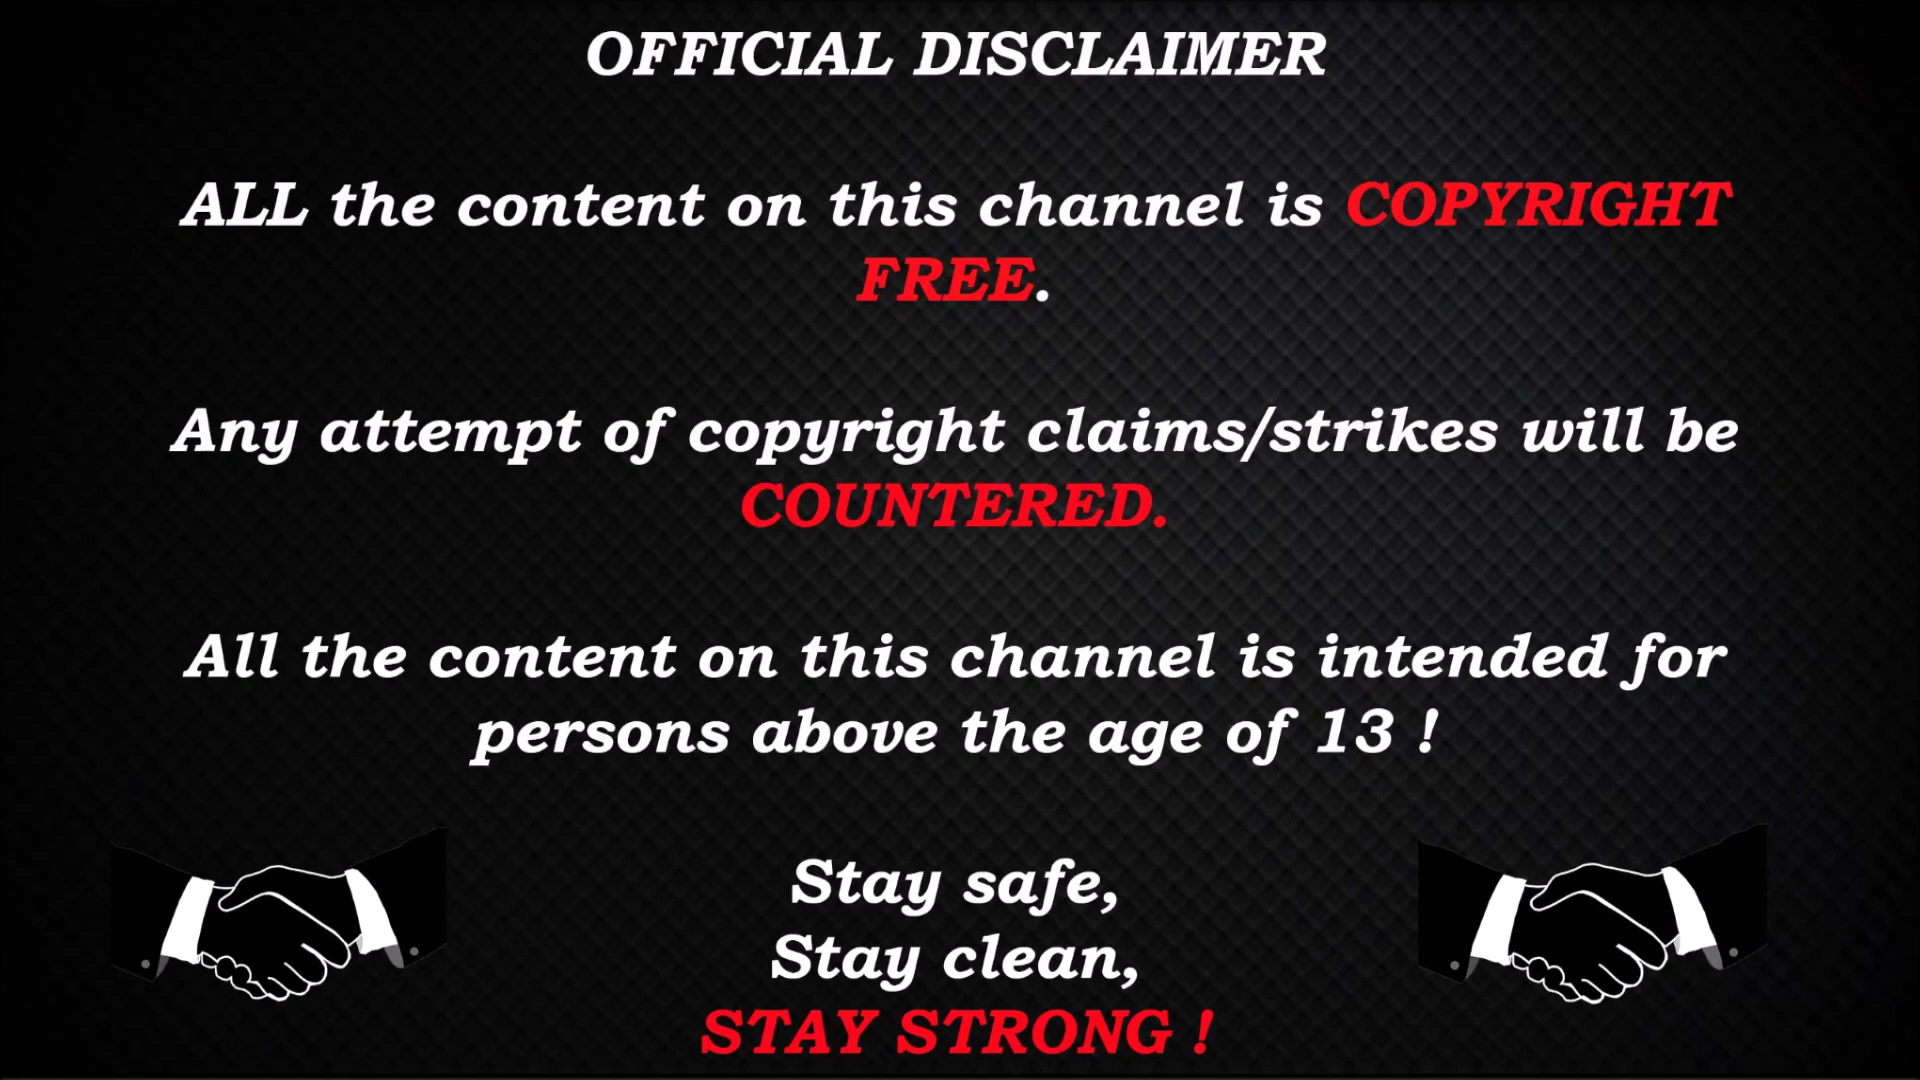 OFFICIAL DISCLAIMER
ALL the content on this channel is COPYRIGHT
FREE.
Any attempt of copyright claims/strikes will be
COUNTERED.
All the content on this channel is intended for
persons above the age of 13 !
Stay safe,
Stay clean,
STAY STRONG !